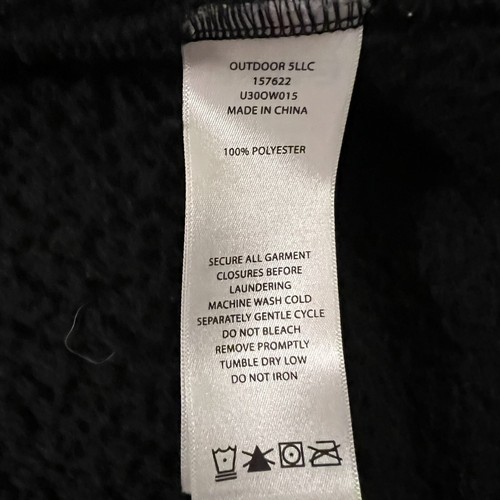 OUTDOOR 5LLC
157622
U30OW015
MADE IN CHINA
100% POLYESTER
SECURE ALL GARMENT
CLOSURES BEFORE
LAUNDERING
MACHINE WASH COLD
SEPARATELY GENTLE CYCLE
DO NOT BLEACH
REMOVE PROMPTLY
TUMBLE DRY LOW
DO NOT IRON